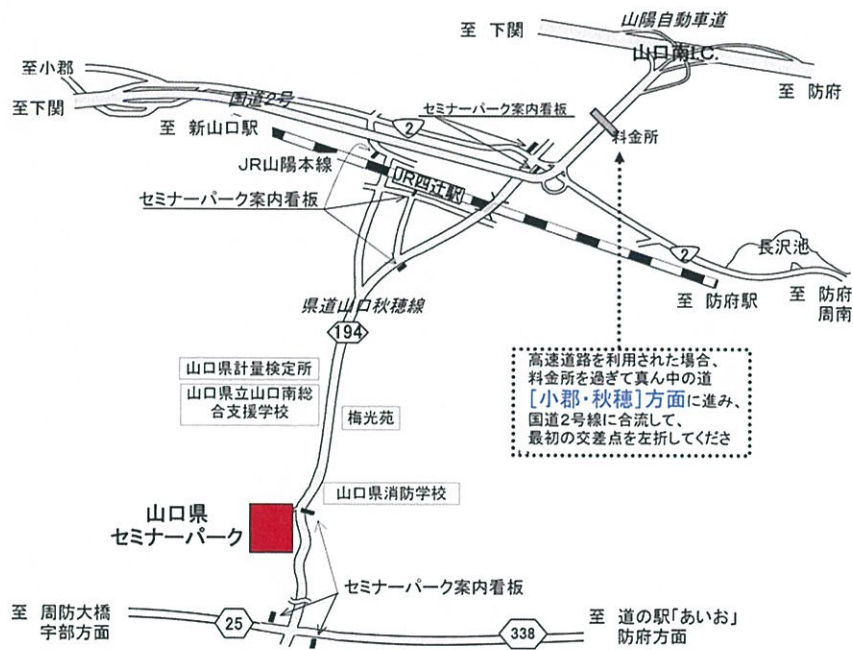 山陽自動車道
至 下関
山口南I.C.
至 防府
至小郡
至下関
国道2号
至 新山口駅
2
セミナーパーク案内看板
料金所
JR山陽本線
JR四辻駅
セミナーパーク案内看板
2
長沢池
至 防府駅
至 防府
周南
県道山口秋穂線
194
高速道路を利用された場合、
料金所を過ぎて真ん中の道
[小郡・秋穂]方面に進み、
国道2号線に合流して、
最初の交差点を左折してくださ
山口県計量検定所
山口県立山口南総
合支援学校
梅光苑
山口県消防学校
山口県
セミナーパーク
セミナーパーク案内看板
至 周防大橋
宇部方面
25
338
至 道の駅「あいお」
防府方面